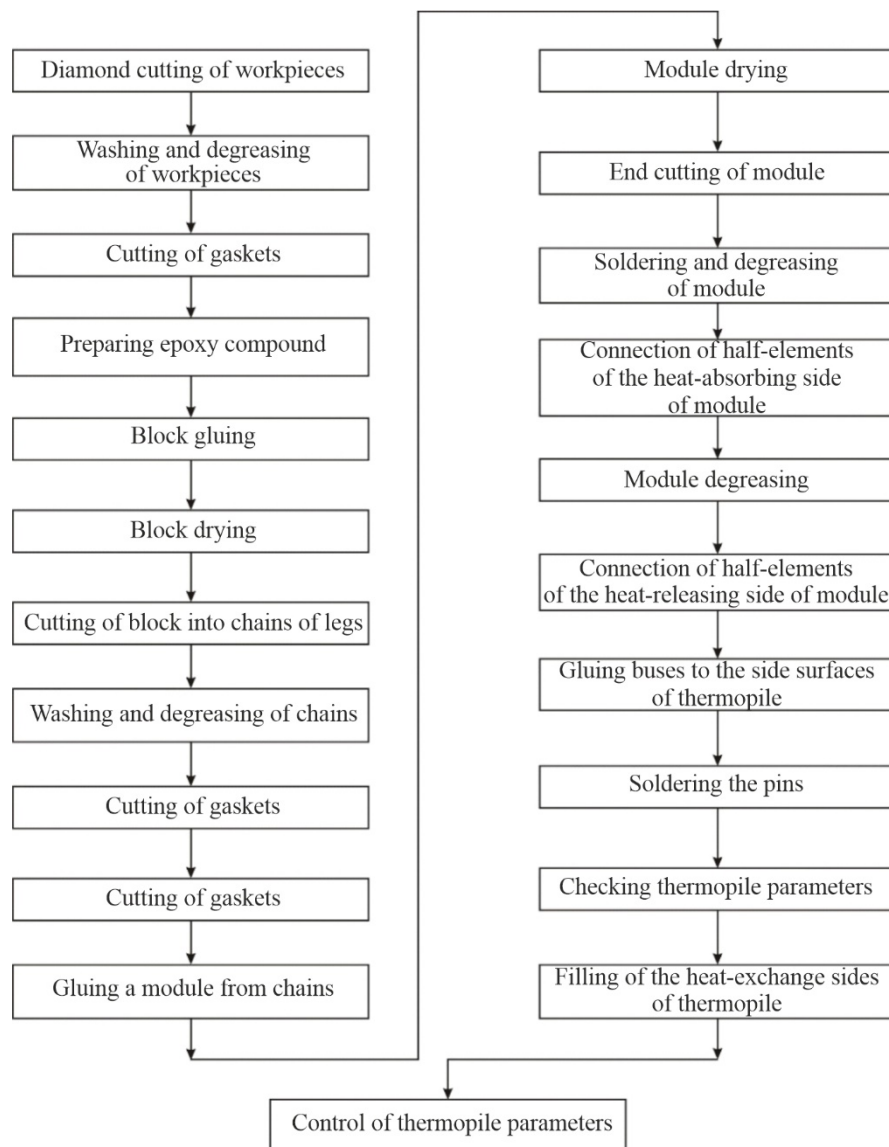 Diamond cutting of workpieces
Washing and degreasing
of workpieces
Cutting of gaskets
Preparing epoxy compound
Block gluing
Block drying
Cutting of block into chains of legs
Washing and degreasing of chains
Cutting of gaskets
Cutting of gaskets
Gluing a module from chains
Module drying
End cutting of module
Soldering and degreasing
of module
Connection of half-elements
of the heat-absorbing side
of module
Module degreasing
Connection of half-elements
of the heat-releasing side of module
Gluing buses to the side surfaces
of thermopile
Soldering the pins
Checking thermopile parameters
Filling of the heat-exchange sides
of thermopile
Control of thermopile parameters